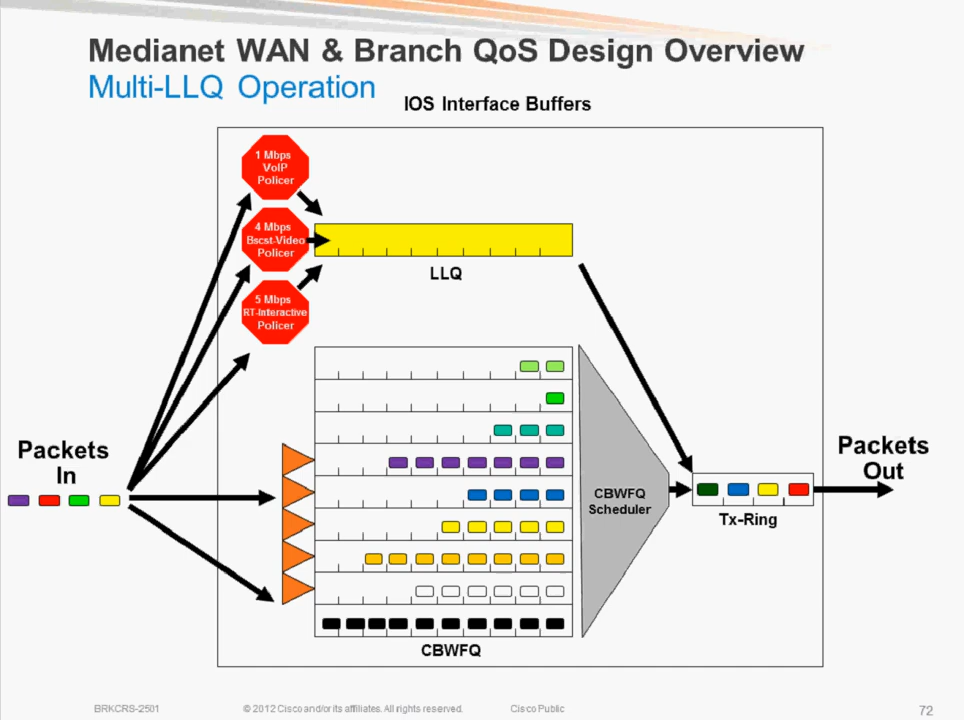 Medianet WAN & Branch QoS Design Overview
Multi-LLQ Operation
IOS Interface Buffers
1 Mbps
VoIP
Policer
4 Mbps
Bscst-Video
Policer
5 Mbps
RT-Interactive
Policer
LLQ
Packets
In
CBWFQ
Scheduler
Packets
Out
Tx-Ring
CBWFQ
BRKCRS-2501
© 2012 Cisco and/or its affiliates. All rights reserved.
Cisco Public
72